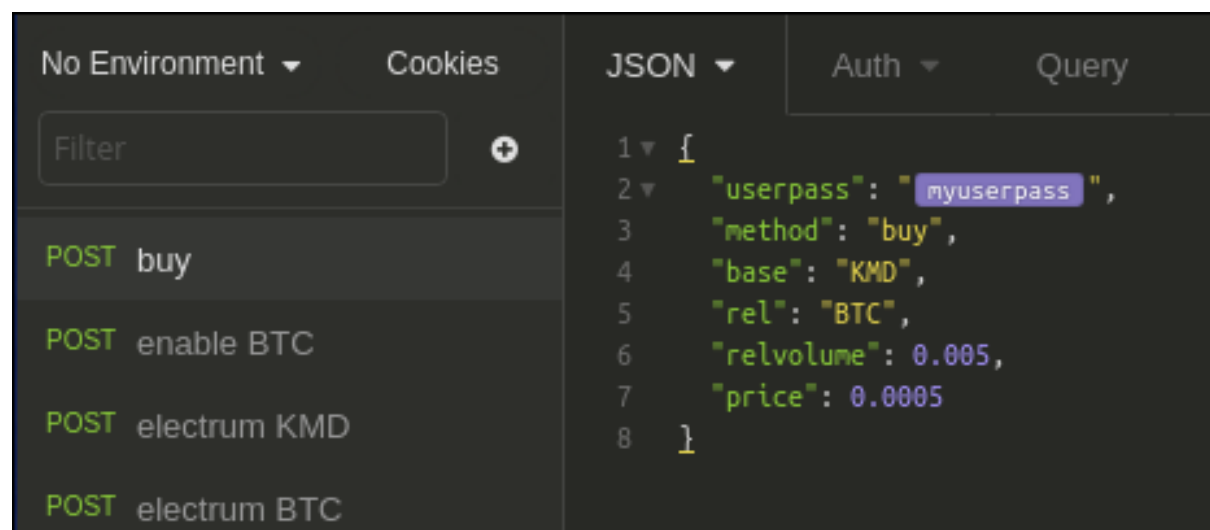 No Environment Cookies
Filter
POST buy
POST enable BTC
POST electrum KMD
POST electrum BTC
JSON Auth Query
1 {
2 "userpass": "myuserpass",
3 "method": "buy",
4 "base": "KMD",
5 "rel": "BTC",
6 "relvolume": 0.005,
7 "price": 0.0005
8 }